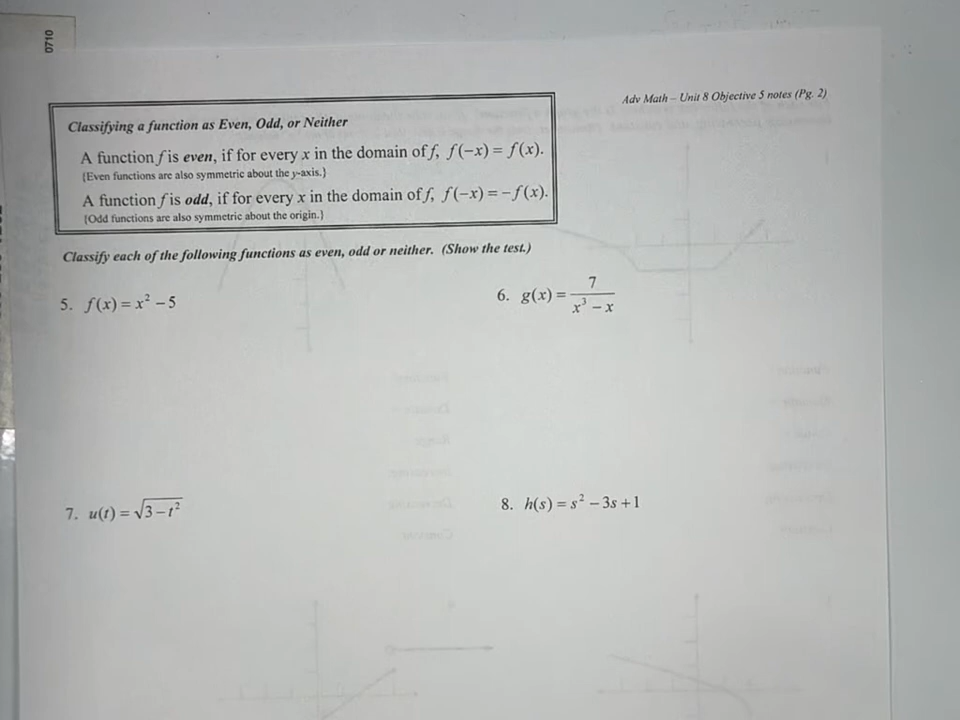 0710
Adv Math – Unit 8 Objective 5 notes (Pg. 2)
Classifying a function as Even, Odd, or Neither
A function f is even, if for every x in the domain of f, f(−x) = f(x).
{Even functions are also symmetric about the y-axis.}
A function f is odd, if for every x in the domain of f, f(−x) = −f(x).
{Odd functions are also symmetric about the origin.}
Classify each of the following functions as even, odd or neither. (Show the test.)
5. f(x) = x² − 5
6. g(x) = 7 / (x³ − x)
7. u(t) = √(3 − t²)
8. h(s) = s² − 3s + 1